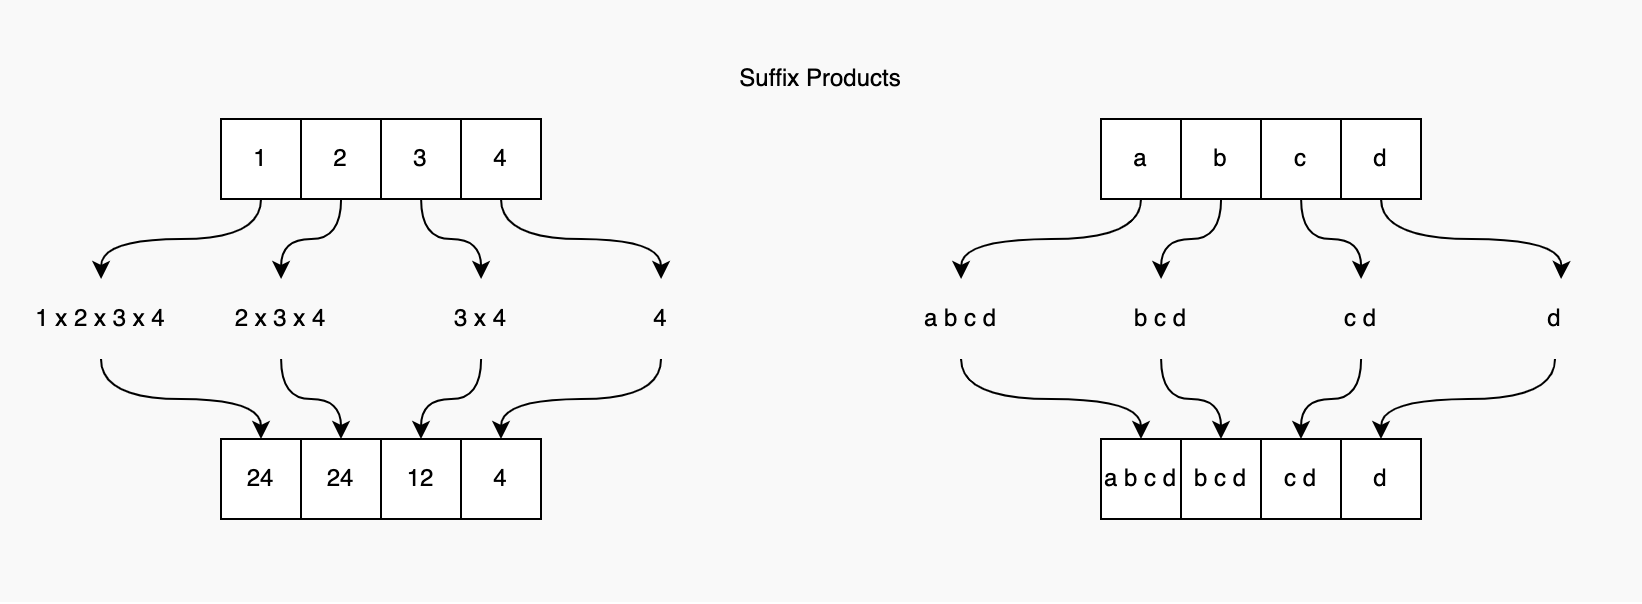 Suffix Products
1 2 3 4 a b c d
1 x 2 x 3 x 4 2 x 3 x 4 3 x 4 4 a b c d b c d c d d
24 24 12 4 a b c d b c d c d d